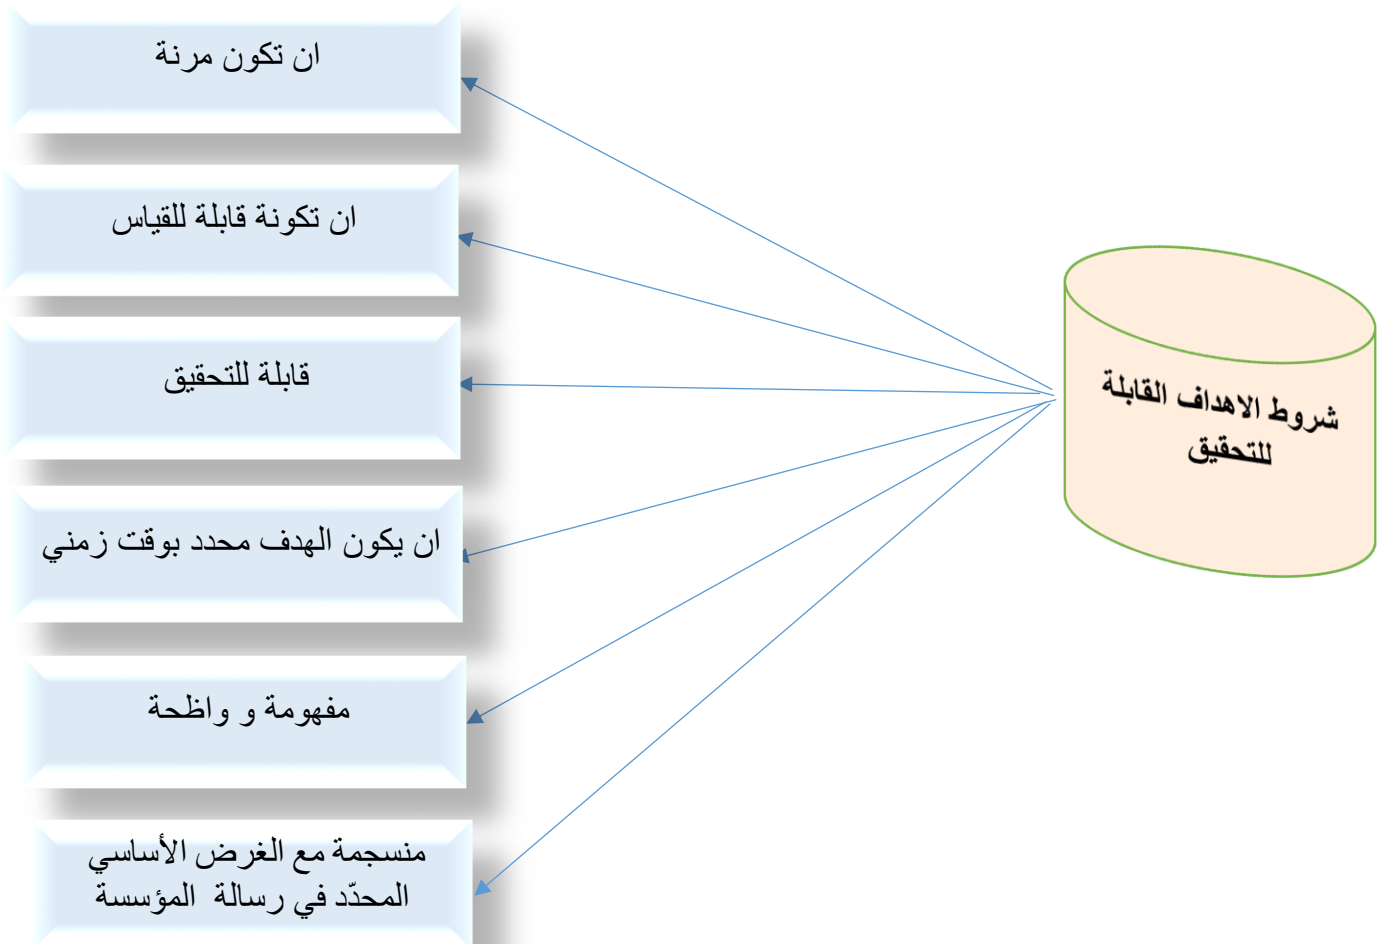 شروط الاهداف القابلة
للتحقيق
ان تكون مرنة
ان تكونة قابلة للقياس
قابلة للتحقيق
ان يكون الهدف محدد بوقت زمني
مفهومة و واظحة
منسجمة مع الغرض الأساسي
المحدّد في رسالة المؤسسة